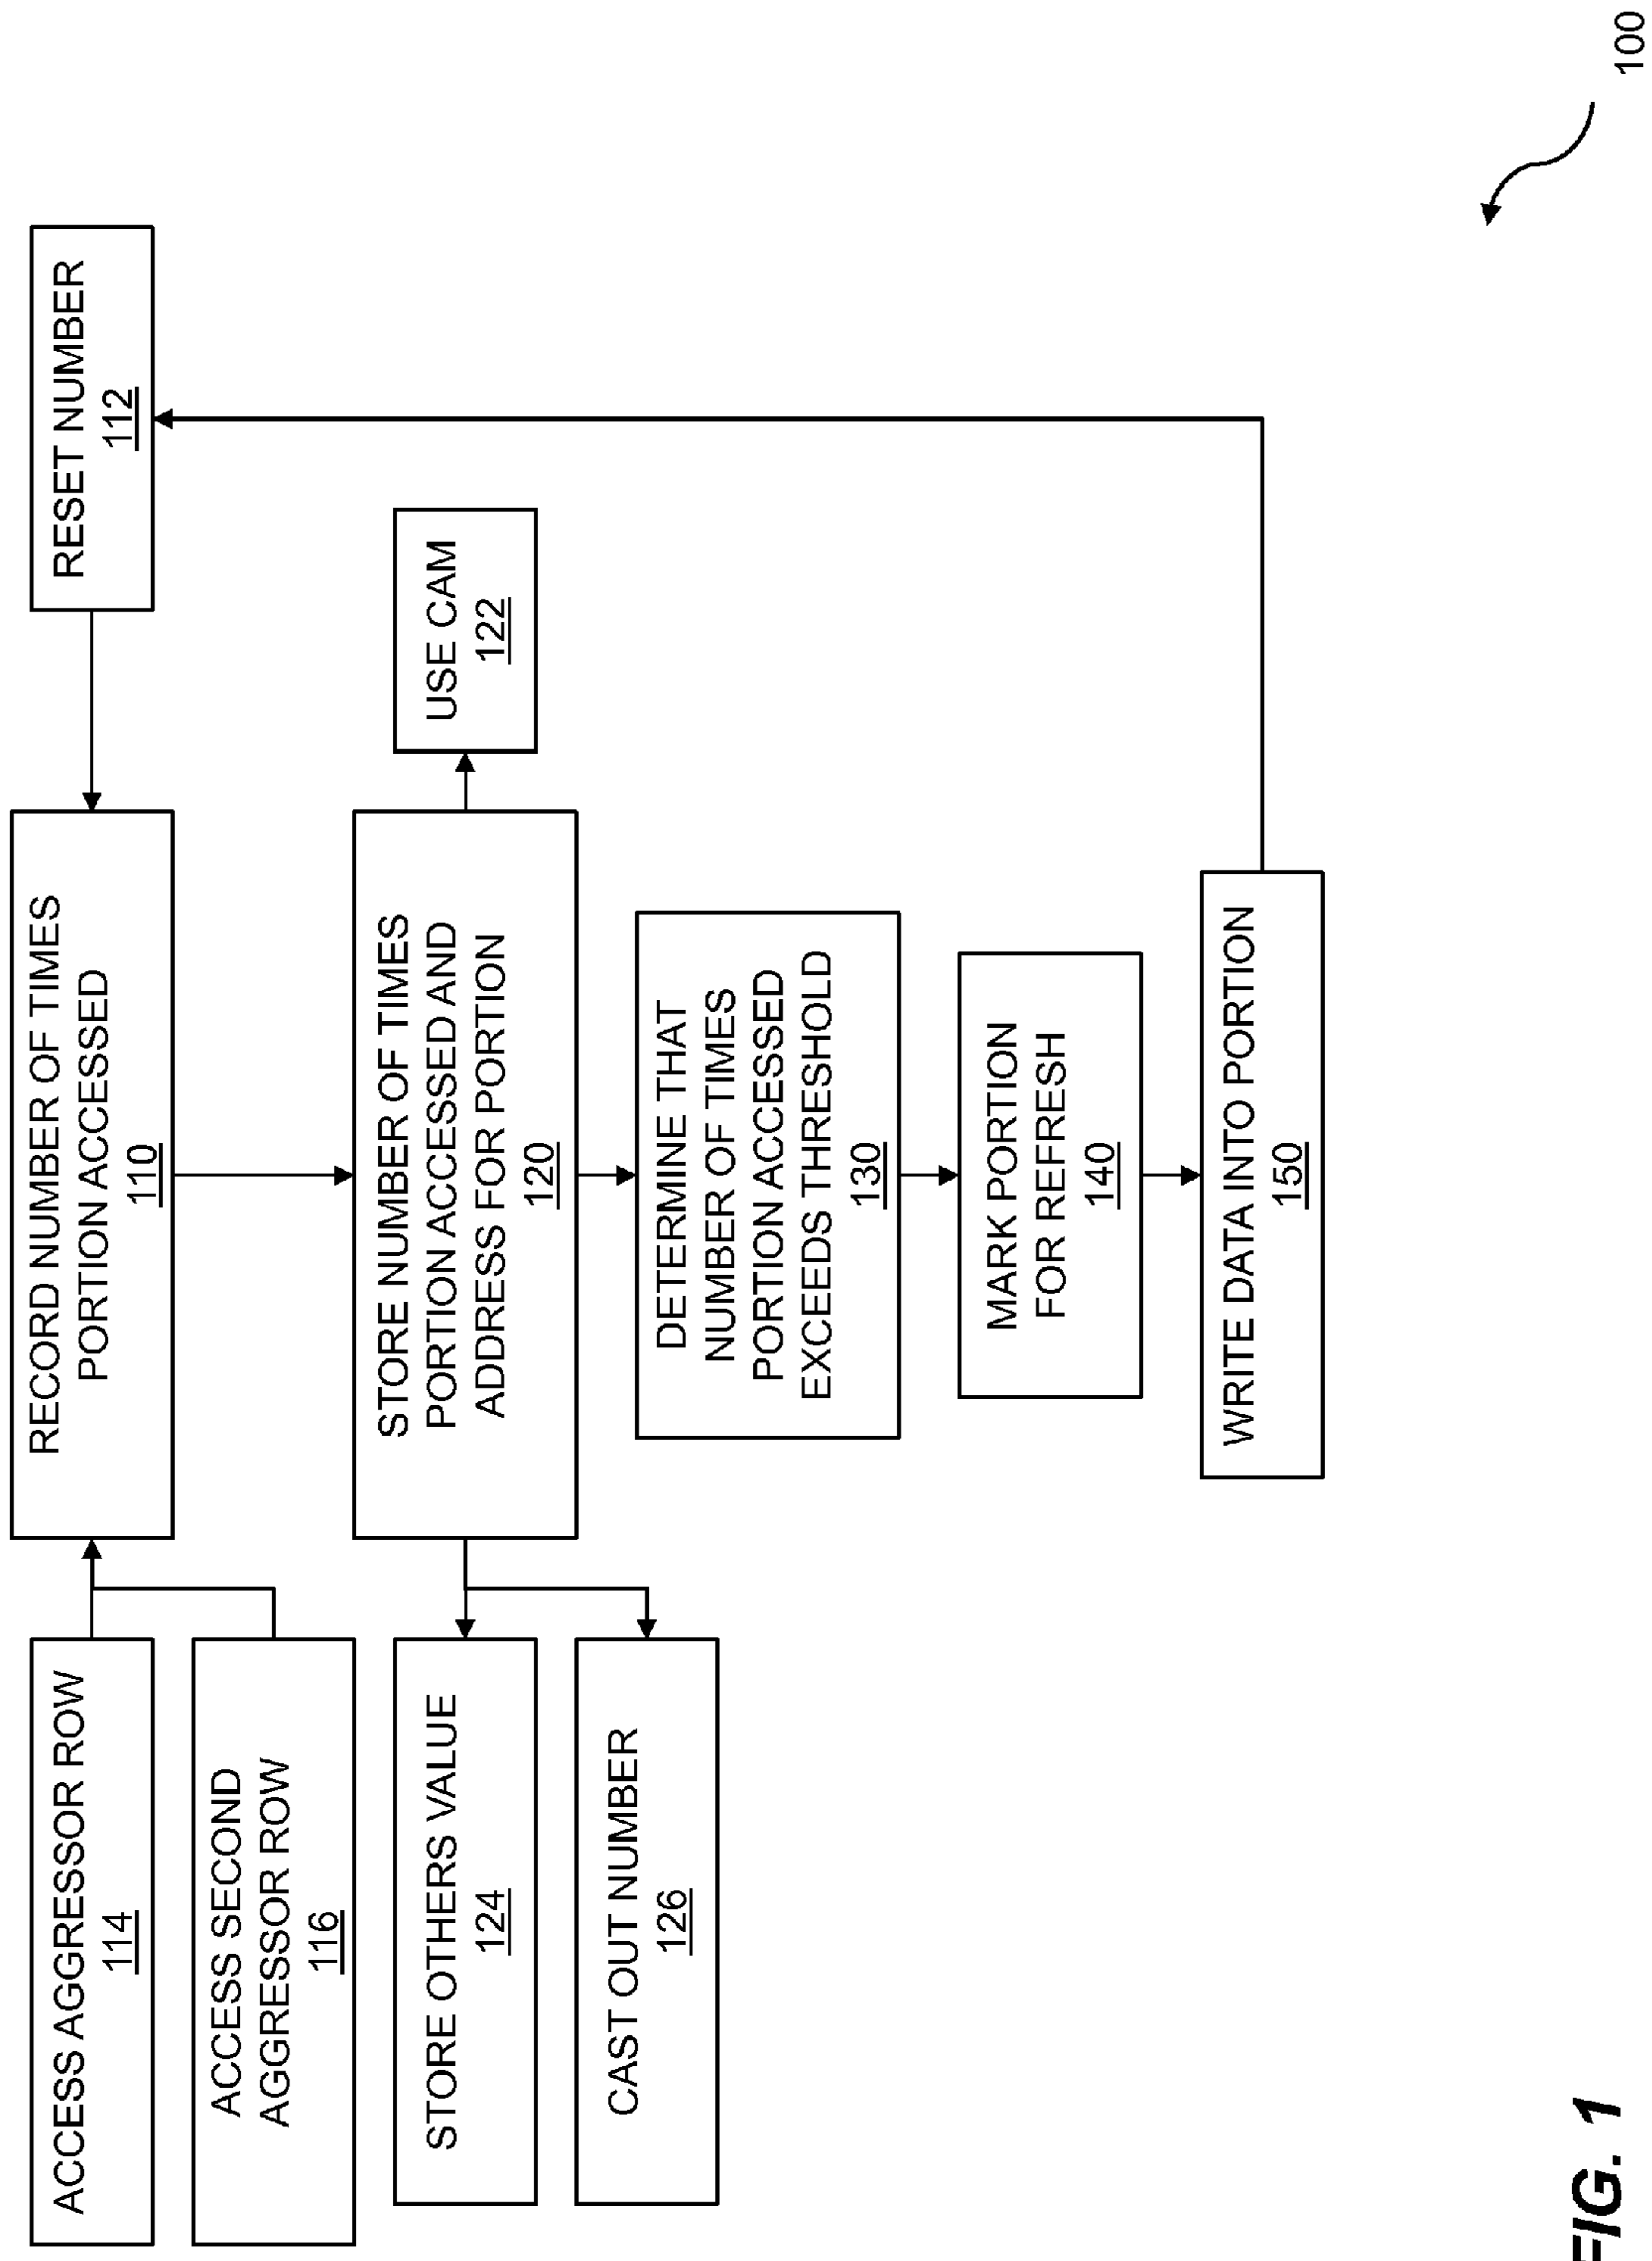 ACCESS AGGRESSOR ROW
114
RECORD NUMBER OF TIMES
PORTION ACCESSED
110
RESET NUMBER
112
ACCESS SECOND
AGGRESSOR ROW
116
STORE OTHERS VALUE
124
STORE NUMBER OF TIMES
PORTION ACCESSED AND
ADDRESS FOR PORTION
120
USE CAM
122
CAST OUT NUMBER
126
DETERMINE THAT
NUMBER OF TIMES
PORTION ACCESSED
EXCEEDS THRESHOLD
130
MARK PORTION
FOR REFRESH
140
WRITE DATA INTO PORTION
150
100
FIG. 1